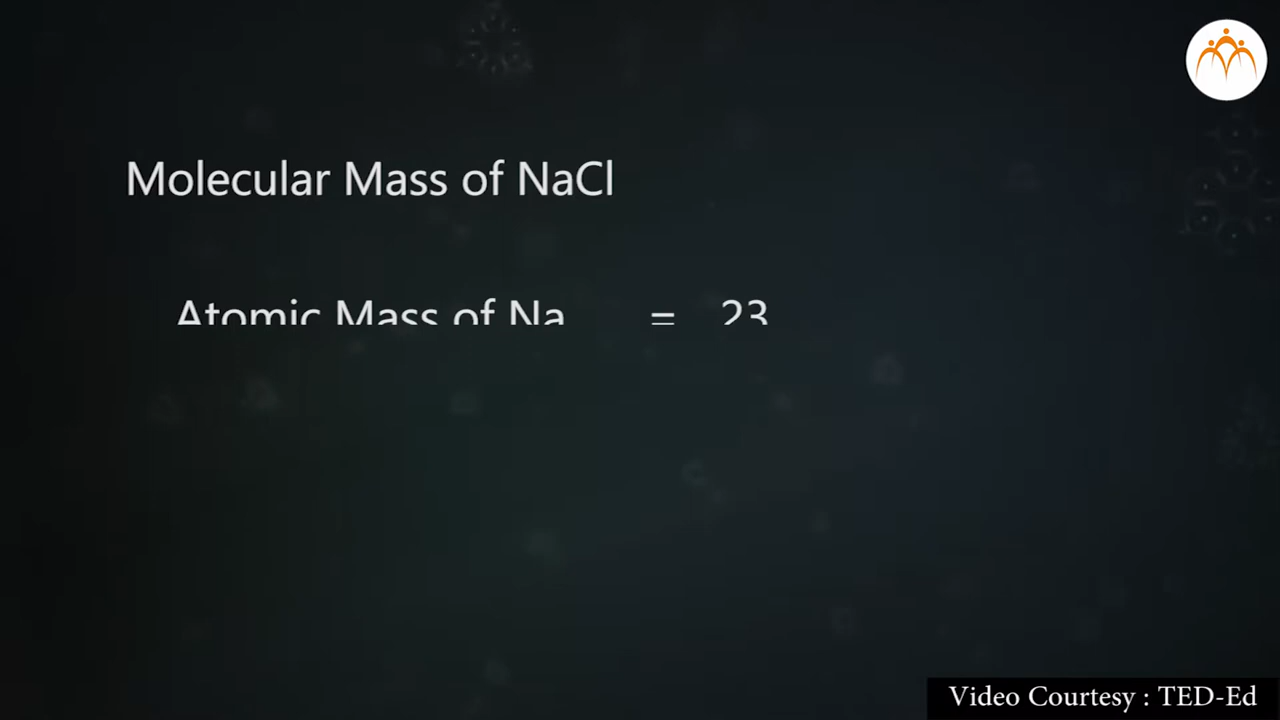 Molecular Mass of NaCl
Atomic Mass of Na = 23
Video Courtesy : TED-Ed